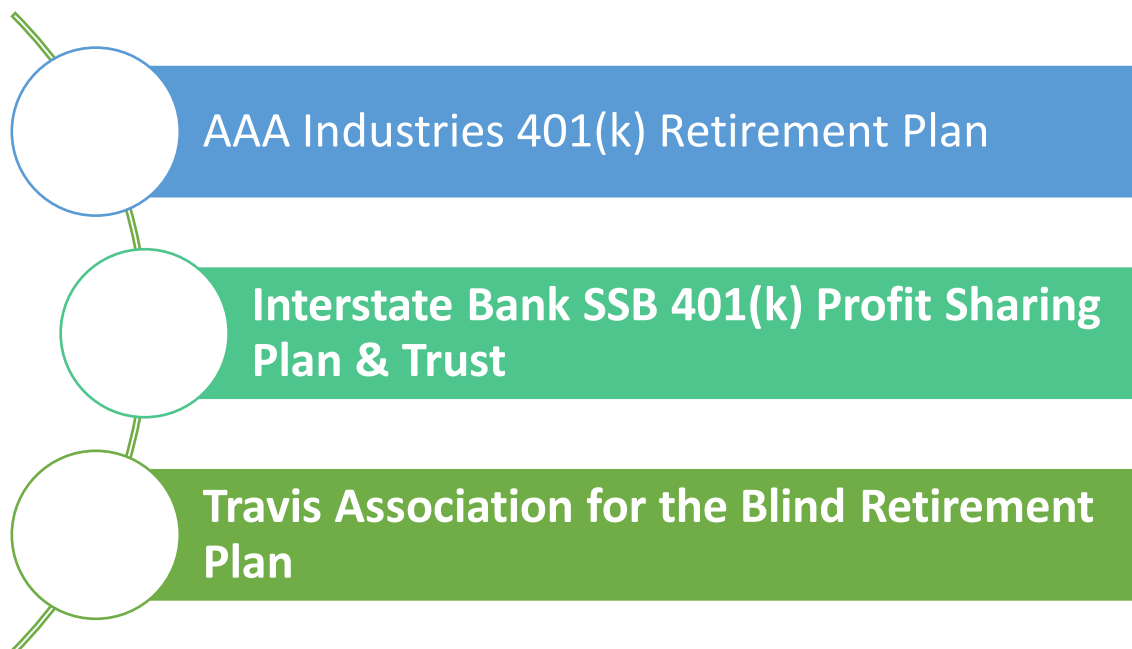 AAA Industries 401(k) Retirement Plan
Interstate Bank SSB 401(k) Profit Sharing
Plan & Trust
Travis Association for the Blind Retirement
Plan